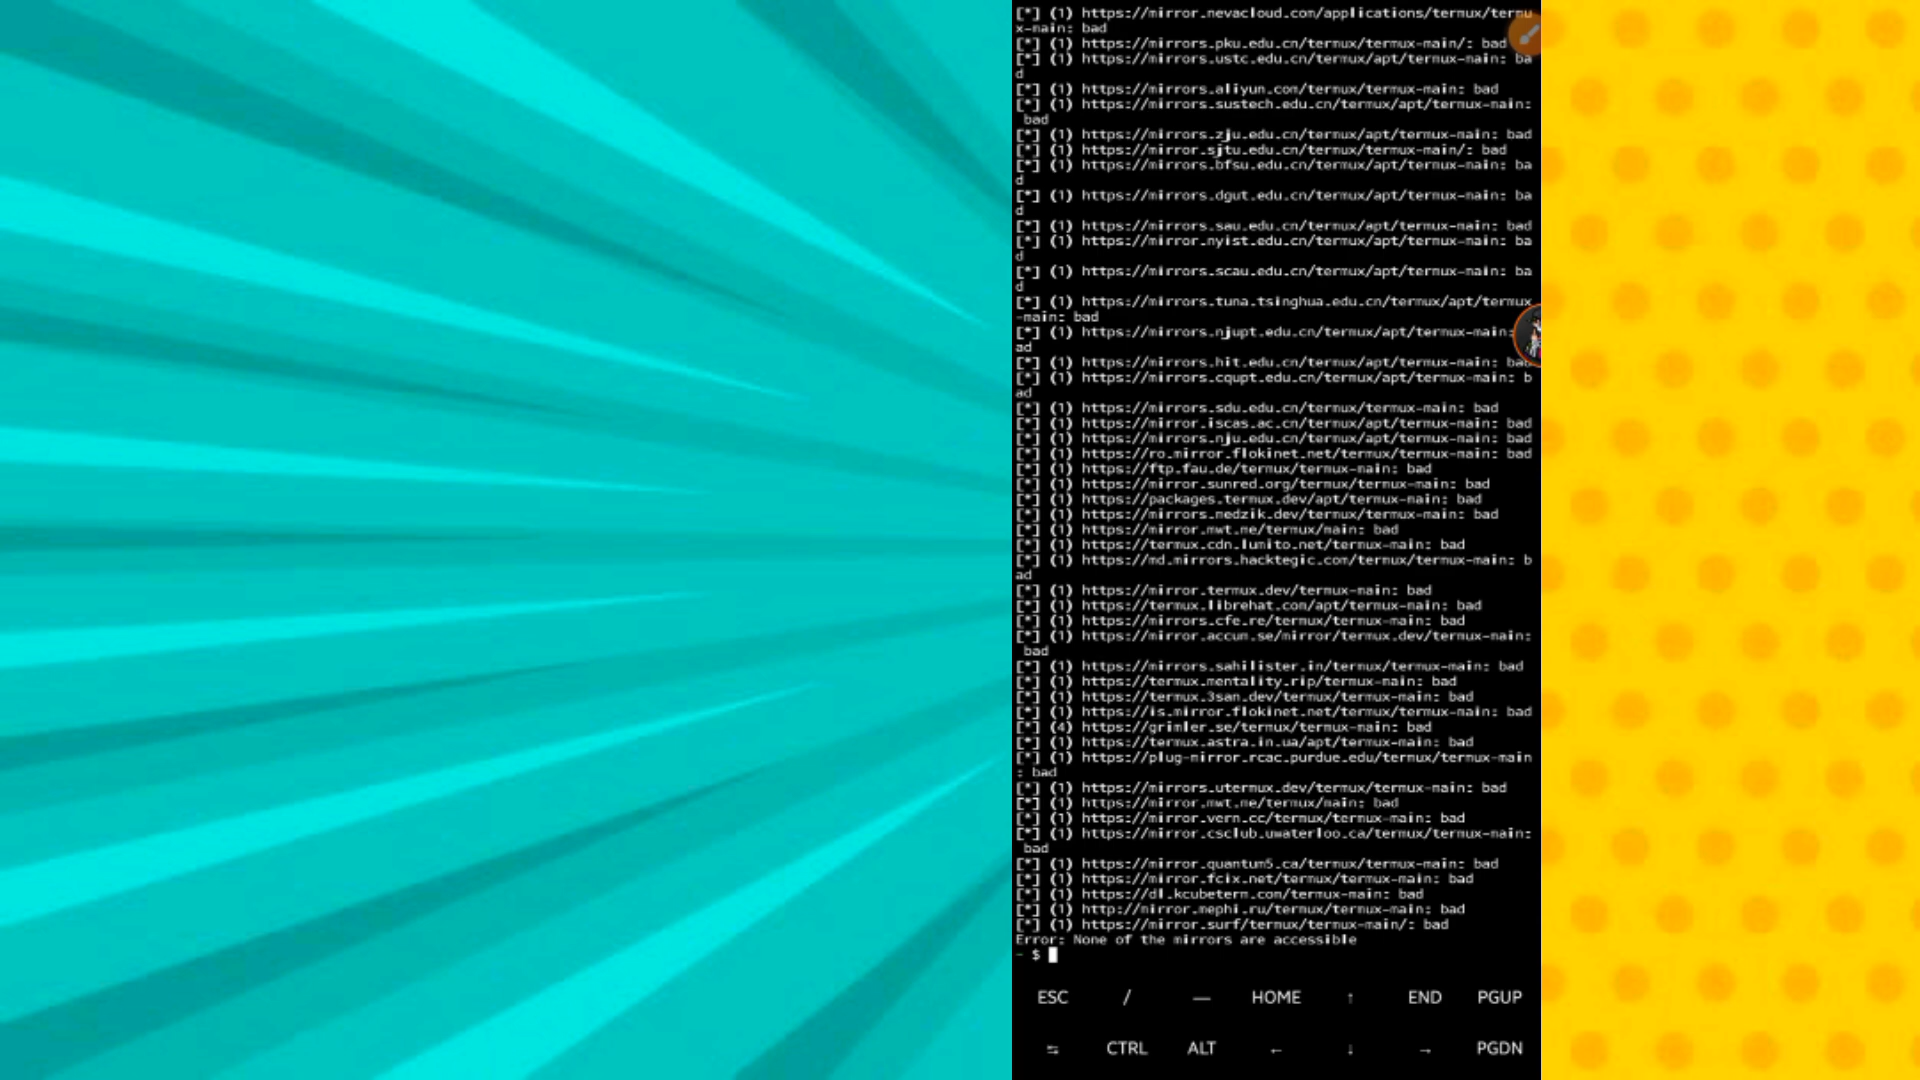 [*] (1) https://mirror.nevacloud.com/applications/termux/termu
x-main: bad
[*] (1) https://mirrors.pku.edu.cn/termux/termux-main/: bad
[*] (1) https://mirrors.ustc.edu.cn/termux/apt/termux-main: ba
d
[*] (1) https://mirrors.aliyun.com/termux/termux-main: bad
[*] (1) https://mirrors.sustech.edu.cn/termux/apt/termux-main:
bad
[*] (1) https://mirrors.zju.edu.cn/termux/apt/termux-main: bad
[*] (1) https://mirror.sjtu.edu.cn/termux/termux-main/: bad
[*] (1) https://mirrors.bfsu.edu.cn/termux/apt/termux-main: ba
d
[*] (1) https://mirrors.dgut.edu.cn/termux/apt/termux-main: ba
d
[*] (1) https://mirrors.sau.edu.cn/termux/apt/termux-main: bad
[*] (1) https://mirror.nyist.edu.cn/termux/apt/termux-main: ba
d
[*] (1) https://mirrors.scau.edu.cn/termux/apt/termux-main: ba
d
[*] (1) https://mirrors.tuna.tsinghua.edu.cn/termux/apt/termux
-main: bad
[*] (1) https://mirrors.njupt.edu.cn/termux/apt/termux-main:
ad
[*] (1) https://mirrors.hit.edu.cn/termux/apt/termux-main: bad
[*] (1) https://mirrors.cqupt.edu.cn/termux/apt/termux-main: b
ad
[*] (1) https://mirrors.sdu.edu.cn/termux/termux-main: bad
[*] (1) https://mirror.iscas.ac.cn/termux/apt/termux-main: bad
[*] (1) https://mirrors.nju.edu.cn/termux/apt/termux-main: bad
[*] (1) https://ro.mirror.flokinet.net/termux/termux-main: bad
[*] (1) https://ftp.fau.de/termux/termux-main: bad
[*] (1) https://mirror.sunred.org/termux/termux-main: bad
[*] (1) https://packages.termux.dev/apt/termux-main: bad
[*] (1) https://mirrors.medzik.dev/termux/termux-main: bad
[*] (1) https://mirror.mwt.me/termux/main: bad
[*] (1) https://termux.cdn.lumito.net/termux-main: bad
[*] (1) https://md.mirrors.hacktegic.com/termux/termux-main: b
ad
[*] (1) https://mirror.termux.dev/termux-main: bad
[*] (1) https://termux.librehat.com/apt/termux-main: bad
[*] (1) https://mirrors.cfe.re/termux/termux-main: bad
[*] (1) https://mirror.accum.se/mirror/termux.dev/termux-main:
bad
[*] (1) https://mirrors.sahilister.in/termux/termux-main: bad
[*] (1) https://termux.mentality.rip/termux-main: bad
[*] (1) https://termux.3san.dev/termux/termux-main: bad
[*] (1) https://is.mirror.flokinet.net/termux/termux-main: bad
[*] (4) https://grimler.se/termux/termux-main: bad
[*] (1) https://termux.astra.in.ua/apt/termux-main: bad
[*] (1) https://plug-mirror.rcac.purdue.edu/termux/termux-main
: bad
[*] (1) https://mirrors.utermux.dev/termux/termux-main: bad
[*] (1) https://mirror.mwt.me/termux/main: bad
[*] (1) https://mirror.vern.cc/termux/termux-main: bad
[*] (1) https://mirror.csclub.uwaterloo.ca/termux/termux-main:
bad
[*] (1) https://mirror.quantum5.ca/termux/termux-main: bad
[*] (1) https://mirror.fcix.net/termux/termux-main: bad
[*] (1) https://dl.kcubeterm.com/termux-main: bad
[*] (1) http://mirror.mephi.ru/termux/termux-main: bad
[*] (1) https://mirror.surf/termux/termux-main/: bad
Error: None of the mirrors are accessible
~ $
ESC / — HOME ↑ END PGUP
⇆ CTRL ALT ← ↓ → PGDN